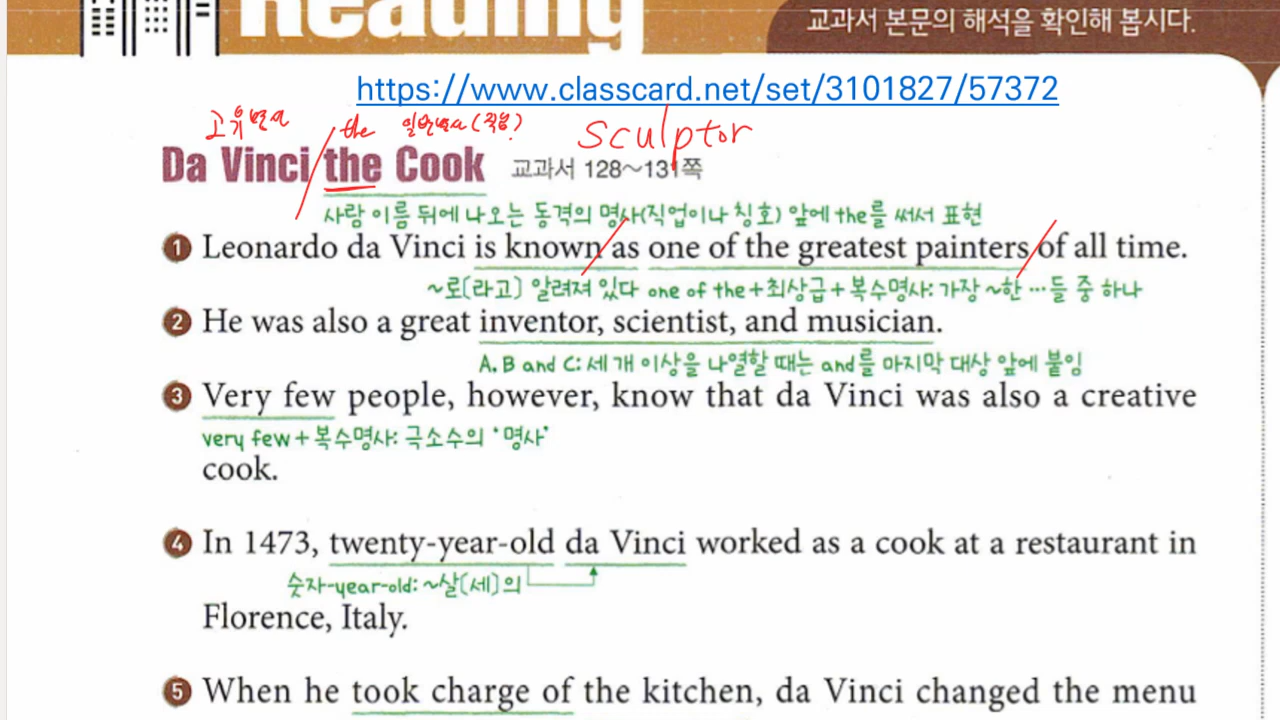 Reading
교과서 본문의 해석을 확인해 봅시다.
https://www.classcard.net/set/3101827/57372
고유명사 the 일반명사(직업) sculptor
Da Vinci the Cook 교과서 128~131쪽
사람 이름 뒤에 나오는 동격의 명사(직업이나 칭호) 앞에 the를 써서 표현
1 Leonardo da Vinci is known as one of the greatest painters of all time.
~로[라고] 알려져 있다 one of the+최상급+복수명사: 가장 ~한 …들 중 하나
2 He was also a great inventor, scientist, and musician.
A, B and C: 세 개 이상을 나열할 때는 and를 마지막 대상 앞에 붙임
3 Very few people, however, know that da Vinci was also a creative
very few+복수명사: 극소수의 ‘명사’
cook.
4 In 1473, twenty-year-old da Vinci worked as a cook at a restaurant in
숫자-year-old: ~살[세]의
Florence, Italy.
5 When he took charge of the kitchen, da Vinci changed the menu